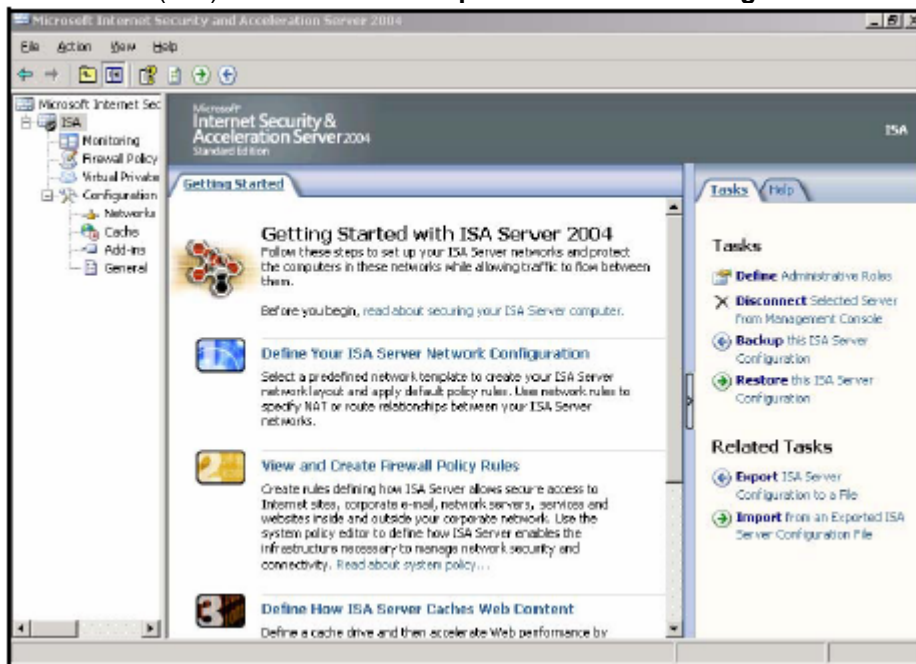 Microsoft Internet Security and Acceleration Server 2004
File Action View Help
Microsoft Internet Sec
ISA
Monitoring
Firewall Policy
Virtual Private
Configuration
Networks
Cache
Add-ins
General
Microsoft
Internet Security &
Acceleration Server 2004
Standard Edition
ISA
Getting Started
Getting Started with ISA Server 2004
Follow these steps to set up your ISA Server networks and protect
the computers in these networks while allowing traffic to flow between
them.
Before you begin, read about securing your ISA Server computer.
Define Your ISA Server Network Configuration
Select a predefined network template to create your ISA Server
network layout and apply default policy rules. Use network rules to
specify NAT or route relationships between your ISA Server
networks.
2
View and Create Firewall Policy Rules
Create rules defining how ISA Server allows secure access to
Internet sites, corporate e-mail, network servers, services and
websites inside and outside your corporate network. Use the
system policy editor to define how ISA Server enables the
infrastructure necessary to manage network security and
connectivity. Read about system policy...
3
Define How ISA Server Caches Web Content
Define a cache drive and then accelerate Web performance by
Tasks Help
Tasks
Define Administrative Roles
Disconnect Selected Server
from Management Console
Backup this ISA Server
Configuration
Restore this ISA Server
Configuration
Related Tasks
Export ISA Server
Configuration to a File
Import from an Exported ISA
Server Configuration File